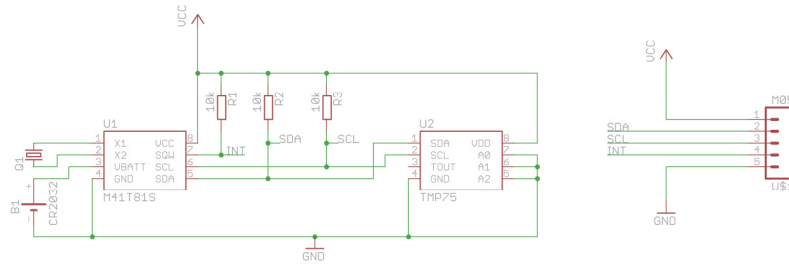 VCC
10k
R1
10k
R2
10k
R3
U1
1
2
3
4
X1
X2
VBATT
GND
VCC
SQW
SCL
SDA
8
7
6
5
M41T81S
INT
SDA
SCL
Q1
+
-
B1
CR2032
GND
U2
1
2
3
4
SDA
SCL
TOUT
GND
VDD
A0
A1
A2
8
7
6
5
TMP75
VCC
SDA
SCL
INT
GND
1
2
3
4
5
M05